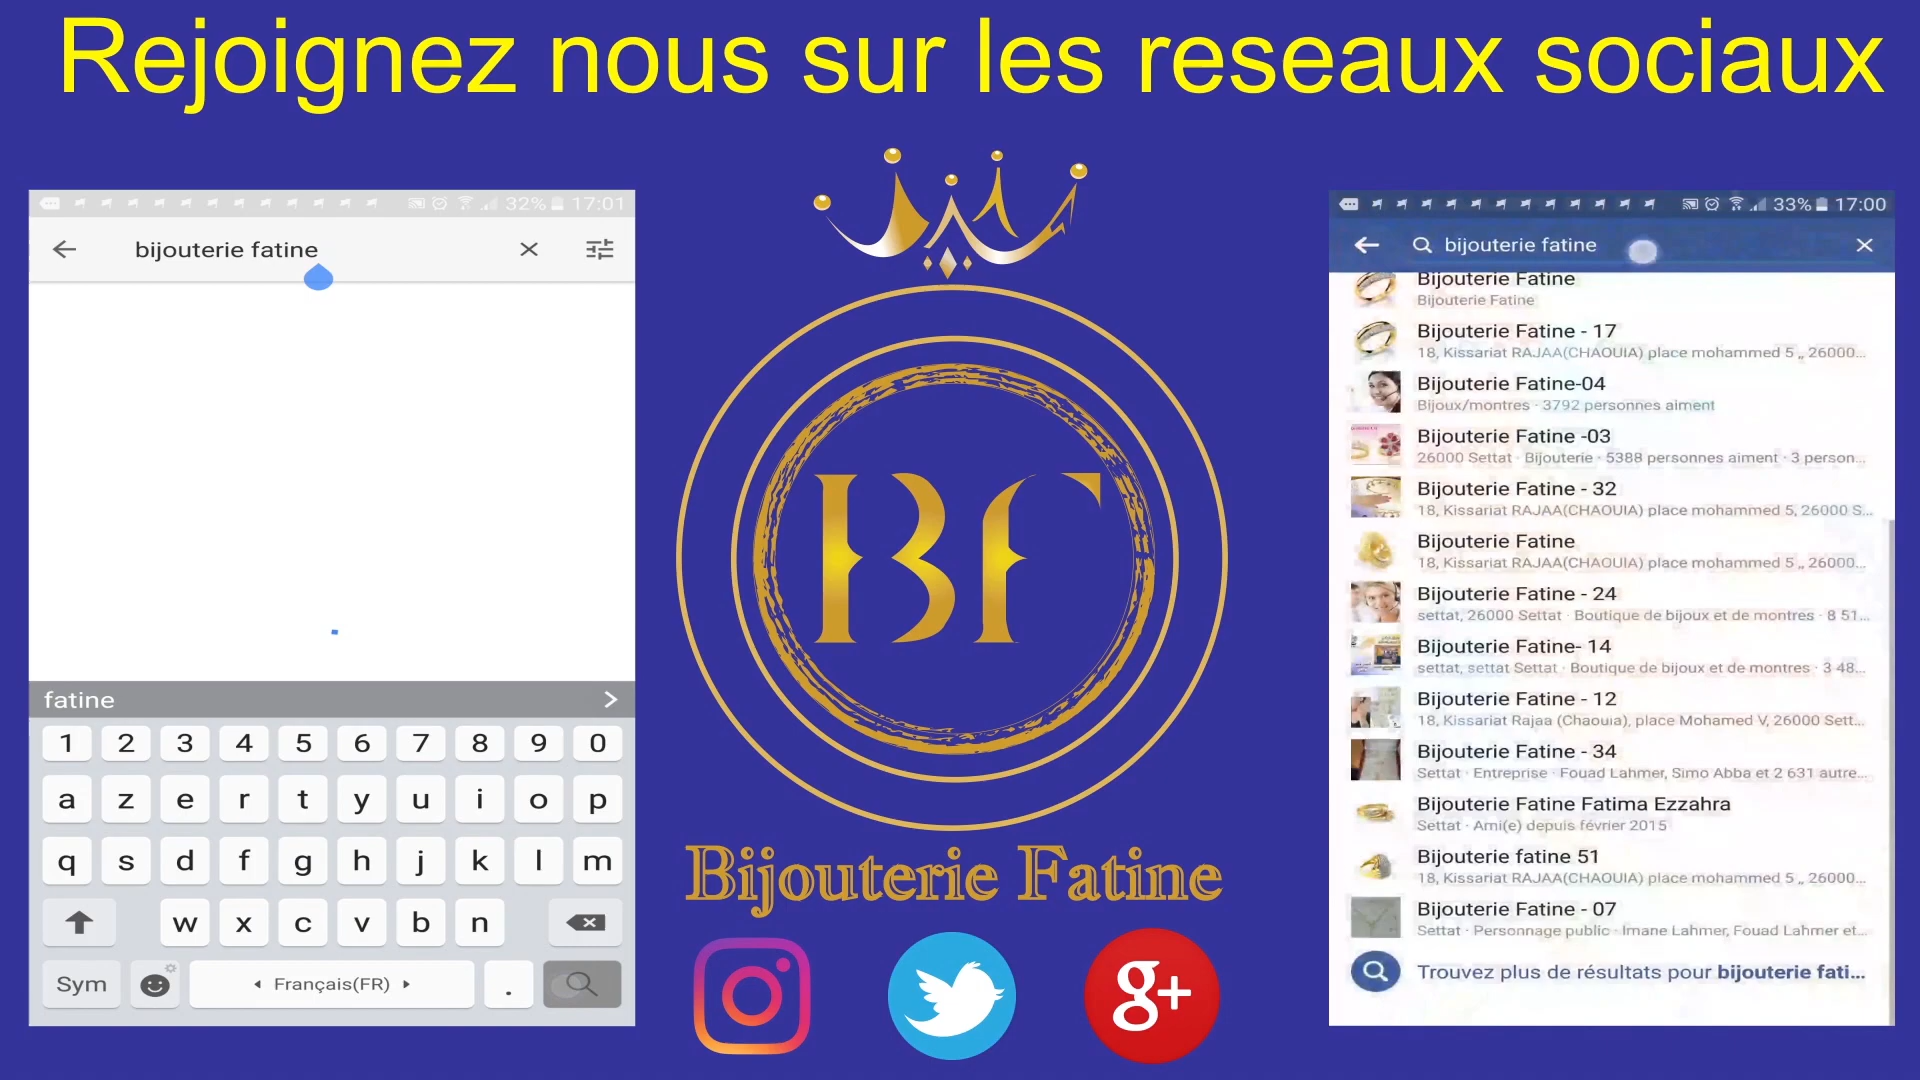 Rejoignez nous sur les reseaux sociaux
32% 17:01
bijouterie fatine
fatine
1 2 3 4 5 6 7 8 9 0
a z e r t y u i o p
q s d f g h j k l m
w x c v b n
Sym Français(FR) .
BF
Bijouterie Fatine
g+
33% 17:00
bijouterie fatine
Bijouterie Fatine
Bijouterie Fatine
Bijouterie Fatine - 17
18, Kissariat RAJAA(CHAOUIA) place mohammed 5 ,, 26000...
Bijouterie Fatine-04
Bijoux/montres · 3792 personnes aiment
Bijouterie Fatine -03
26000 Settat · Bijouterie · 5388 personnes aiment · 3 person...
Bijouterie Fatine - 32
18, Kissariat RAJAA(CHAOUIA) place mohammed 5, 26000 S...
Bijouterie Fatine
18, Kissariat RAJAA(CHAOUIA) place mohammed 5 ,, 26000...
Bijouterie Fatine - 24
settat, 26000 Settat · Boutique de bijoux et de montres · 8 51...
Bijouterie Fatine- 14
settat, settat Settat · Boutique de bijoux et de montres · 3 48...
Bijouterie Fatine - 12
18, Kissariat Rajaa (Chaouia), place Mohamed V, 26000 Sett...
Bijouterie Fatine - 34
Settat · Entreprise · Fouad Lahmer, Simo Abba et 2 631 autre...
Bijouterie Fatine Fatima Ezzahra
Settat · Ami(e) depuis février 2015
Bijouterie fatine 51
18, Kissariat RAJAA(CHAOUIA) place mohammed 5 ,, 26000...
Bijouterie Fatine - 07
Settat · Personnage public · Imane Lahmer, Fouad Lahmer et...
Trouvez plus de résultats pour bijouterie fati...